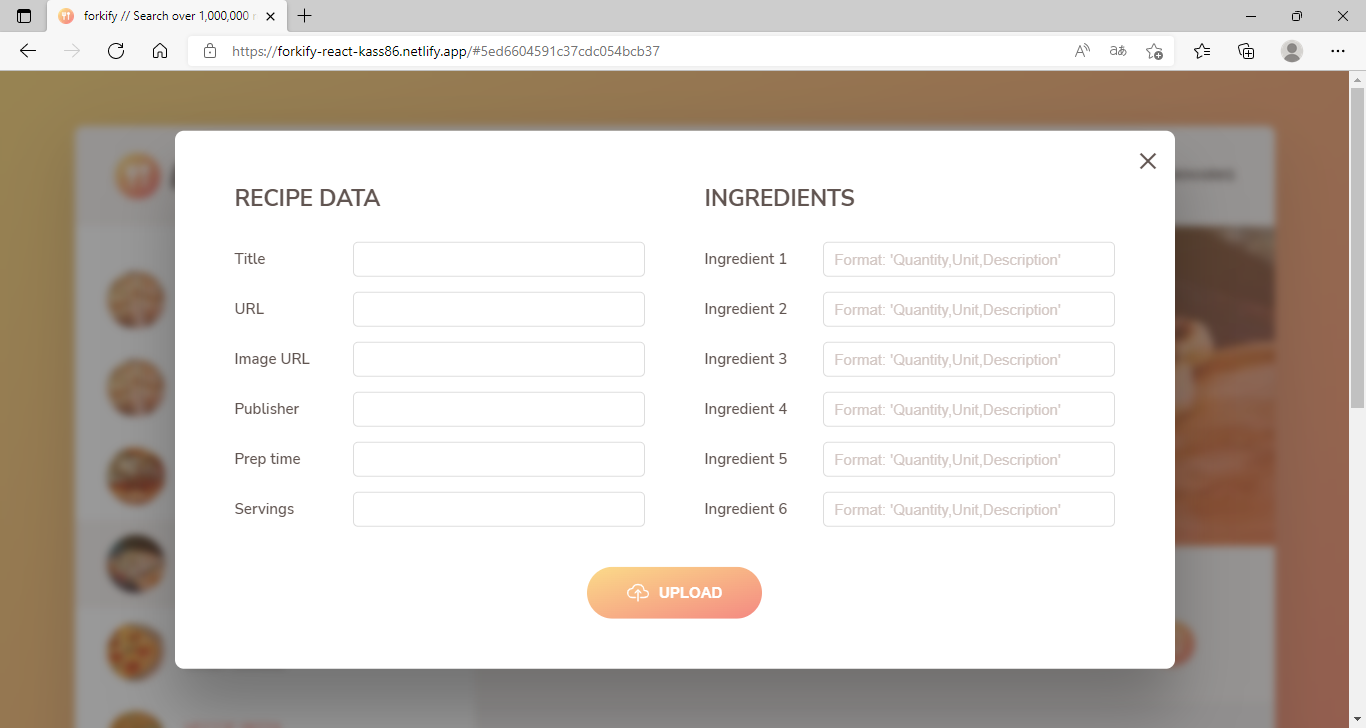 forkify // Search over 1,000,000
https://forkify-react-kass86.netlify.app/#5ed6604591c37cdc054bcb37
RECIPE DATA
Title
URL
Image URL
Publisher
Prep time
Servings
INGREDIENTS
Ingredient 1 Format: 'Quantity,Unit,Description'
Ingredient 2 Format: 'Quantity,Unit,Description'
Ingredient 3 Format: 'Quantity,Unit,Description'
Ingredient 4 Format: 'Quantity,Unit,Description'
Ingredient 5 Format: 'Quantity,Unit,Description'
Ingredient 6 Format: 'Quantity,Unit,Description'
UPLOAD